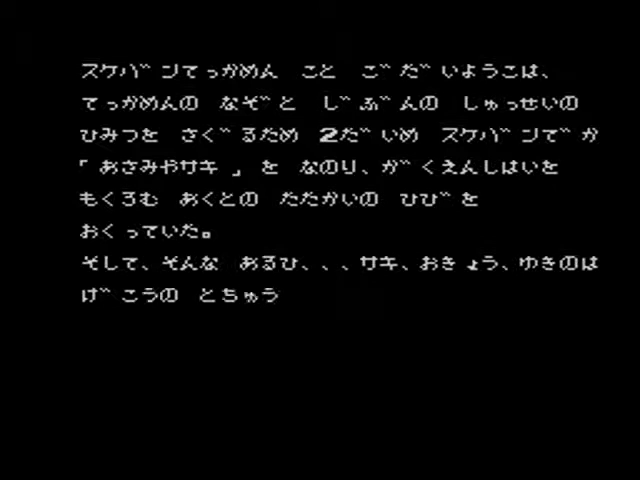 スケバンてっかめん　こと　ごだいようこは、
てっかめんの　なぞと　じぶんの　しゅっせいの
ひみつを　さぐるため　2だいめ　スケバンでか
「あさみやサキ」を　なのり、がくえんしはいを
もくろむ　あくとの　たたかいの　ひびを
おくっていた。
そして、そんな　あるひ、、、サキ、おきょう、ゆきのは
げこうの　とちゅう